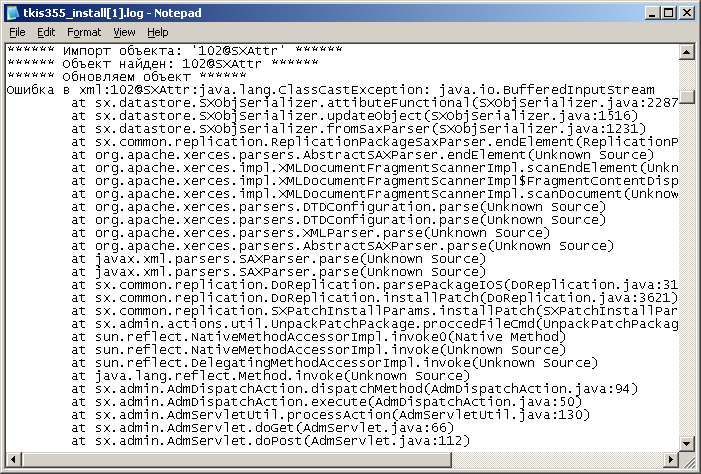 tkis355_install[1].log - Notepad
File Edit Format View Help
****** Импорт объекта: '102@SXAttr' ******
****** Объект найден: 102@SXAttr ******
****** Обновляем объект ******
Ошибка в xml:102@SXAttr:java.lang.ClassCastException: java.io.BufferedInputStream
at sx.datastore.SXObjSerializer.attibuteFunctional(SXObjSerializer.java:2287
at sx.datastore.SXObjSerializer.updateObject(SXObjSerializer.java:1516)
at sx.datastore.SXObjSerializer.fromSaxParser(SXObjSerializer.java:1231)
at sx.common.replication.ReplicationPackageSaxParser.endElement(ReplicationP
at org.apache.xerces.parsers.AbstractSAXParser.endElement(Unknown Source)
at org.apache.xerces.impl.XMLDocumentFragmentScannerImpl.scanEndElement(Unkn
at org.apache.xerces.impl.XMLDocumentFragmentScannerImpl$FragmentContentDisp
at org.apache.xerces.impl.XMLDocumentFragmentScannerImpl.scanDocument(Unknow
at org.apache.xerces.parsers.DTDConfiguration.parse(Unknown Source)
at org.apache.xerces.parsers.DTDConfiguration.parse(Unknown Source)
at org.apache.xerces.parsers.XMLParser.parse(Unknown Source)
at org.apache.xerces.parsers.AbstractSAXParser.parse(Unknown Source)
at javax.xml.parsers.SAXParser.parse(Unknown Source)
at javax.xml.parsers.SAXParser.parse(Unknown Source)
at sx.common.replication.DoReplication.parsePackageIOS(DoReplication.java:31
at sx.common.replication.DoReplication.installPatch(DoReplication.java:3621)
at sx.common.replication.SXPatchInstallParams.installPatch(SXPatchInstallPar
at sx.admin.actions.util.UnpackPatchPackage.proccedFileCmd(UnpackPatchPackag
at sun.reflect.NativeMethodAccessorImpl.invoke0(Native Method)
at sun.reflect.NativeMethodAccessorImpl.invoke(Unknown Source)
at sun.reflect.DelegatingMethodAccessorImpl.invoke(Unknown Source)
at java.lang.reflect.Method.invoke(Unknown Source)
at sx.admin.AdmDispatchAction.dispatchMethod(AdmDispatchAction.java:94)
at sx.admin.AdmDispatchAction.execute(AdmDispatchAction.java:50)
at sx.admin.AdmServletUtil.processAction(AdmServletUtil.java:130)
at sx.admin.AdmServlet.doGet(AdmServlet.java:66)
at sx.admin.AdmServlet.doPost(AdmServlet.java:112)